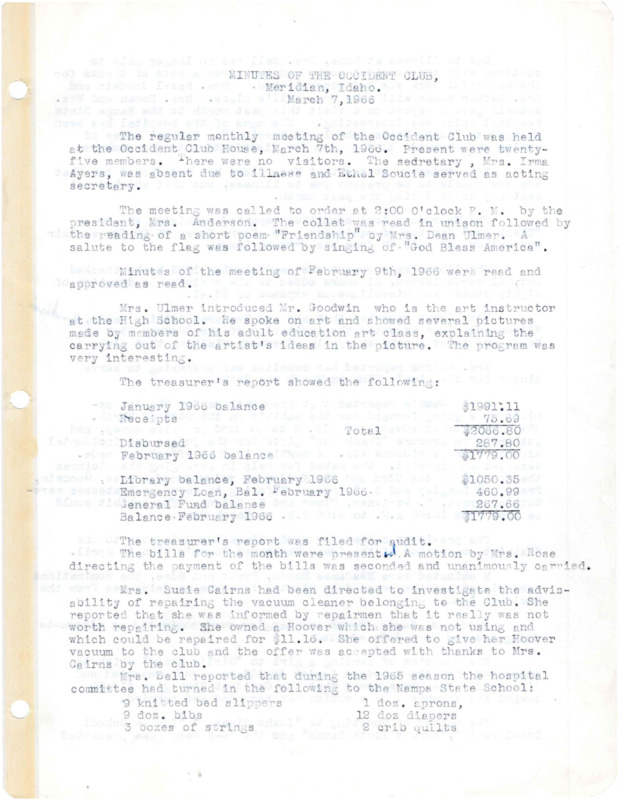 MINUTES OF THE OCCIDENT CLUB,
Meridian, Idaho.
March 7,1966
The regular monthly meeting of the Occident Club was held
at the Occident Club House, March 7th, 1966. Present were twenty-
five members. There were no visitors. The sedretary , Mrs. Irma
Ayers, was absent due to illness and Ethel Soucie served as acting
secretary.
The meeting was called to order at 2:00 O'clock P. M. by the
president, Mrs. Anderson. The collet was read in unison followed by
the reading of a short poem "Friendship" by Mrs. Dean Ulmer. A
salute to the flag was followed by singing of "God Bless America".
Minutes of the meeting of February 9th, 1966 were read and
approved as read.
Mrs. Ulmer introduced Mr. Goodwin who is the art instructor
at the High School. He spoke on art and showed several pictures
made by members of his adult education art class, explaining the
carrying out of the artist's ideas in the picture. The program was
very interesting.
The treasurer's report showed the following:
January 1966 balance $1991.11
Receipts 75.69
Total $2066.80
Disbursed 287.80
February 1966 balance $1779.00
Library balance, February 1966 $1050.35
Emergency Loan, Bal. February 1966 460.99
General Fund balance 267.66
Balance February 1966 $1779.00
The treasurer's report was filed for audit.
The bills for the month were presented. A motion by Mrs. Rose
directing the payment of the bills was seconded and unanimously carried.
Mrs. Susie Cairns had been directed to investigate the advis-
ability of repairing the vacuum cleaner belonging to the Club. She
reported that she was informed by repairmen that it really was not
worth repairing. She owned a Hoover which she was not using and
which could be repaired for $11.16. She offered to give her Hoover
vacuum to the club and the offer was accepted with thanks to Mrs.
Cairns by the club.
Mrs. Bell reported that during the 1965 season the hospital
committee had turned in the following to the Nampa State School:
9 knitted bed slippers 1 doz. aprons,
9 doz. bibs 12 doz diapers
3 boxes of strings 2 crib quilts